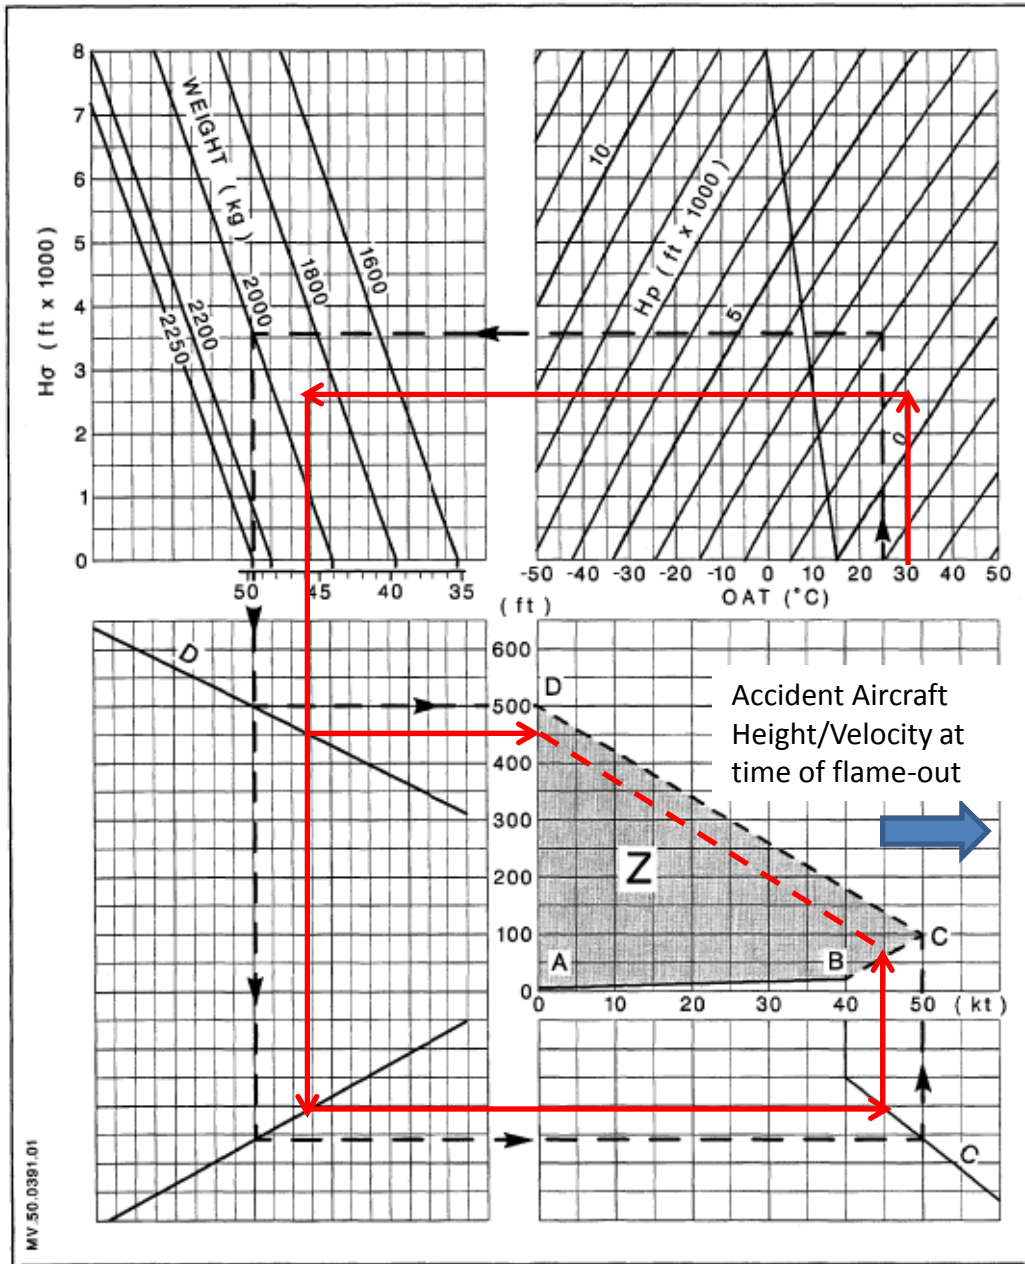 8
7
6
5
4
3
2
1
0
Hσ (ft x 1000)
WEIGHT (kg)
1600
1800
2000
2200
2250
50
45
40
35
10
Hp (ft x 1000)
5
0
-50 -40 -30 -20 -10 0 10 20 30 40 50
OAT (°C)
(ft)
600
500
400
300
200
100
0
D
D
Accident Aircraft
Height/Velocity at
time of flame-out
Z
A
B
C
0 10 20 30 40 50 (kt)
C
MV.50.0391.01